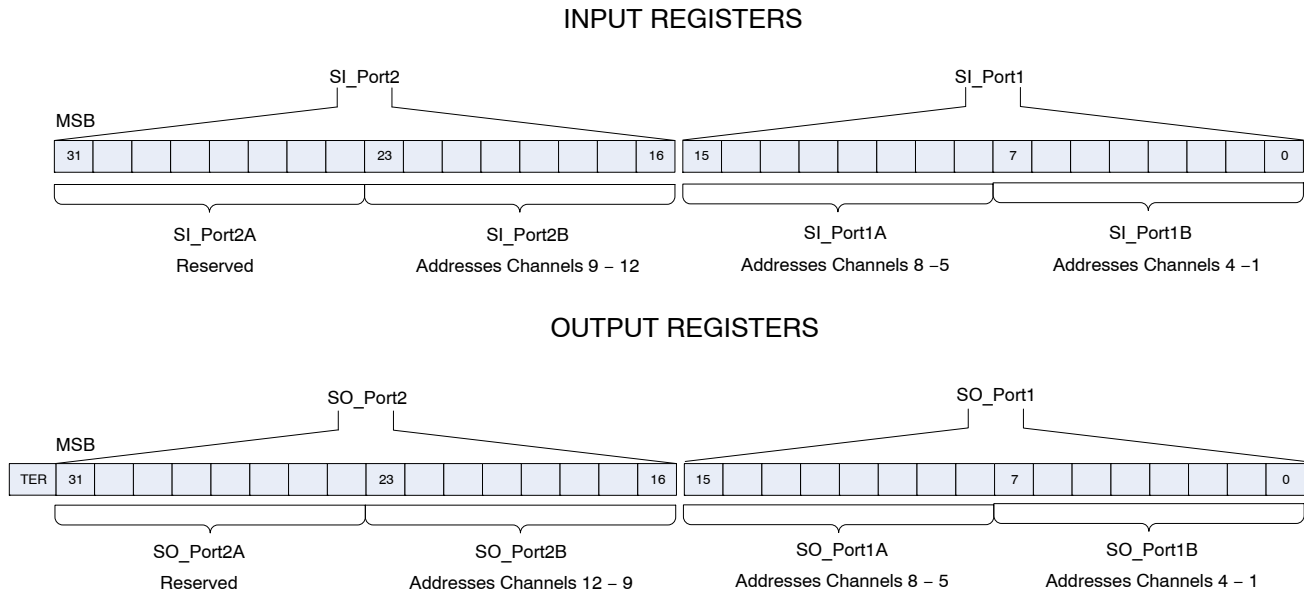 INPUT REGISTERS
SI_Port2
SI_Port1
MSB
31 23 16 15 7 0
SI_Port2A
SI_Port2B
SI_Port1A
SI_Port1B
Reserved
Addresses Channels 9 − 12
Addresses Channels 8 −5
Addresses Channels 4 −1
OUTPUT REGISTERS
SO_Port2
SO_Port1
MSB
TER 31 23 16 15 7 0
SO_Port2A
SO_Port2B
SO_Port1A
SO_Port1B
Reserved
Addresses Channels 12 − 9
Addresses Channels 8 − 5
Addresses Channels 4 − 1